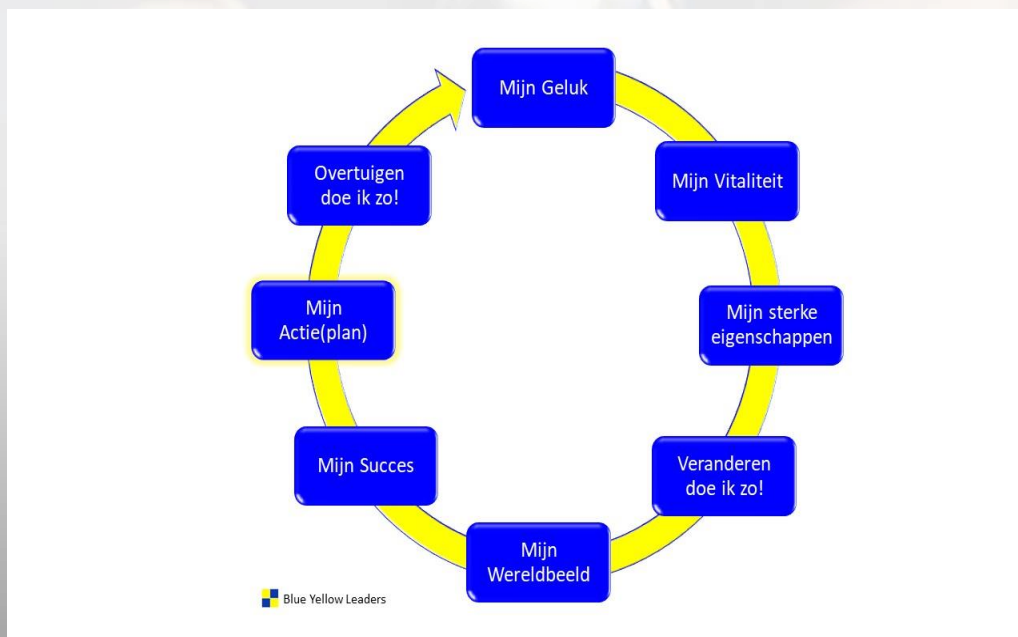 Mijn Geluk
Mijn Vitaliteit
Mijn sterke
eigenschappen
Veranderen
doe ik zo!
Mijn
Wereldbeeld
Mijn Succes
Mijn
Actie(plan)
Overtuigen
doe ik zo!
Blue Yellow Leaders